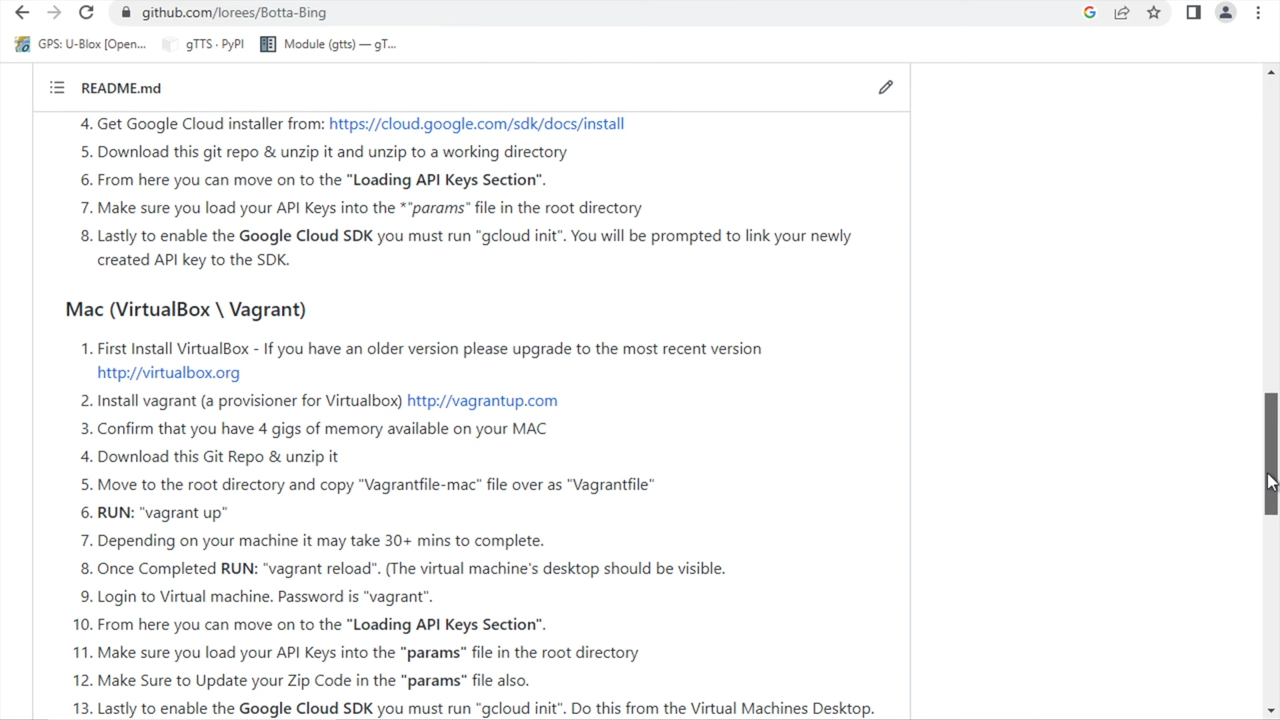 github.com/lorees/Botta-Bing
GPS: U-Blox [Open... gTTS · PyPI Module (gtts) — gT...
README.md
4. Get Google Cloud installer from: https://cloud.google.com/sdk/docs/install
5. Download this git repo & unzip it and unzip to a working directory
6. From here you can move on to the "Loading API Keys Section".
7. Make sure you load your API Keys into the *"params" file in the root directory
8. Lastly to enable the Google Cloud SDK you must run "gcloud init". You will be prompted to link your newly
created API key to the SDK.
Mac (VirtualBox \ Vagrant)
1. First Install VirtualBox - If you have an older version please upgrade to the most recent version
http://virtualbox.org
2. Install vagrant (a provisioner for Virtualbox) http://vagrantup.com
3. Confirm that you have 4 gigs of memory available on your MAC
4. Download this Git Repo & unzip it
5. Move to the root directory and copy "Vagrantfile-mac" file over as "Vagrantfile"
6. RUN: "vagrant up"
7. Depending on your machine it may take 30+ mins to complete.
8. Once Completed RUN: "vagrant reload". (The virtual machine's desktop should be visible.
9. Login to Virtual machine. Password is "vagrant".
10. From here you can move on to the "Loading API Keys Section".
11. Make sure you load your API Keys into the "params" file in the root directory
12. Make Sure to Update your Zip Code in the "params" file also.
13. Lastly to enable the Google Cloud SDK you must run "gcloud init". Do this from the Virtual Machines Desktop.